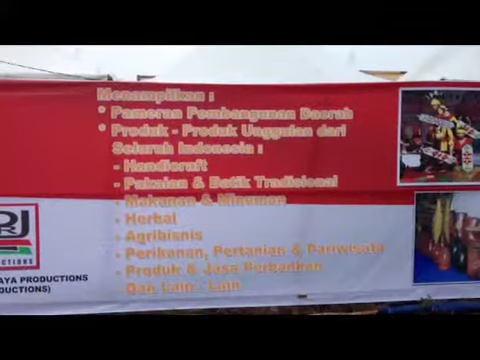 Menampilkan :
* Pameran Pembangunan Daerah
* Produk - Produk Unggulan dari
Seluruh Indonesia :
- Handicraft
- Pakaian & Batik Tradisional
- Makanan & Minuman
- Herbal
- Agribisnis
- Perikanan, Pertanian & Pariwisata
- Produk & Jasa Perbankan
- Dan Lain - Lain
AYA PRODUCTIONS